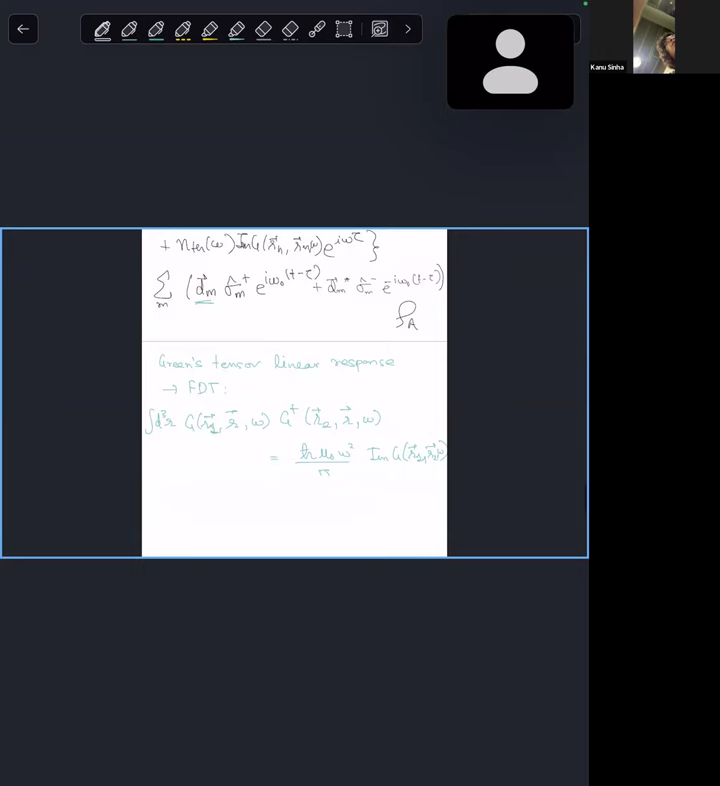 Kanu Sinha
+ n_th(ω) Im G(r⃗_n, r⃗_m, ω) e^{iωτ} }
Σ_m ( d⃗_m σ̂_m^+ e^{iω₀(t-τ)} + d⃗_m^* σ̂_m^- e^{-iω₀(t-τ)} )
ρ_A
Green's tensor linear response
→ FDT:
∫d³r G(r⃗_1, r⃗, ω) G^†(r⃗_2, r⃗, ω)
= ħμ₀ω²/π Im G(r⃗_1, r⃗_2, ω)